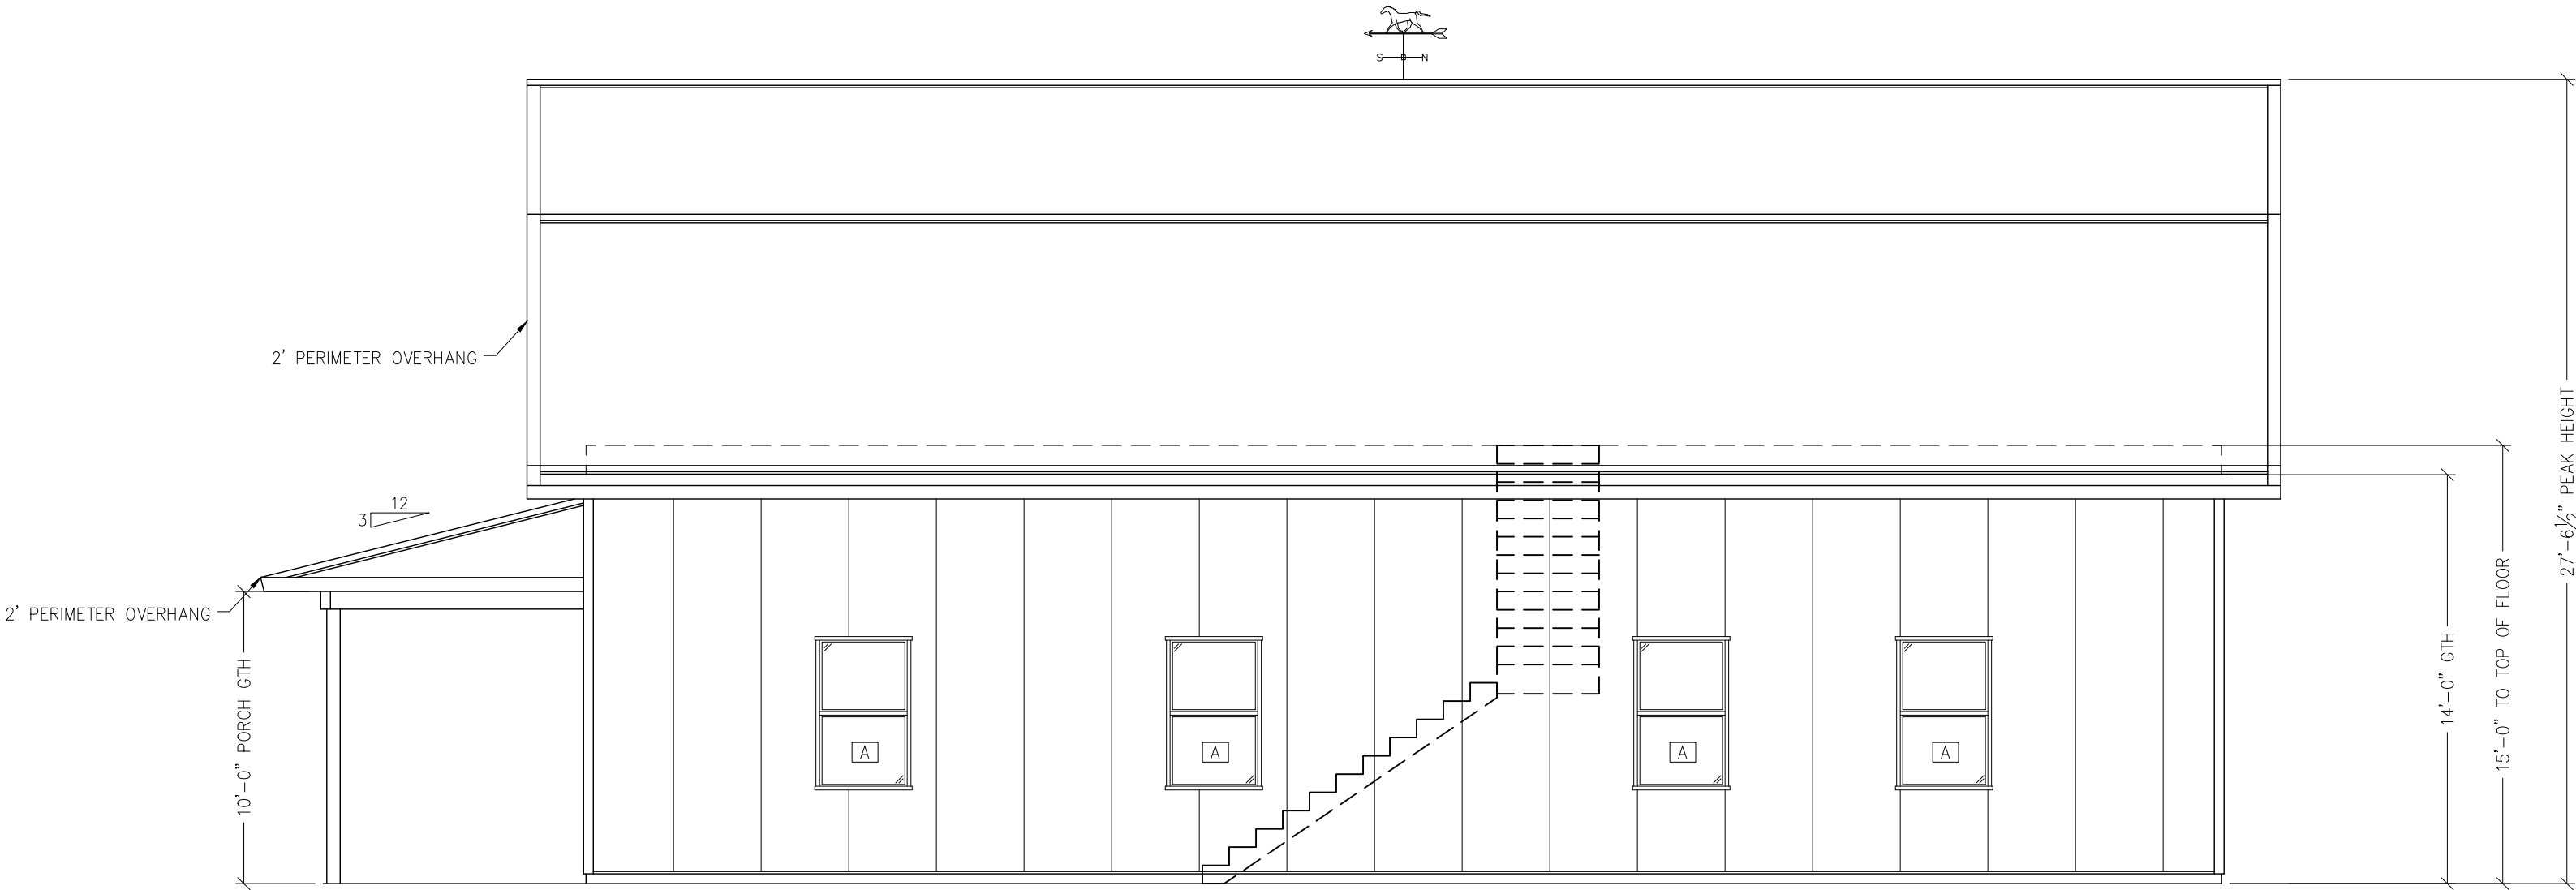 S N
2' PERIMETER OVERHANG
12
3
2' PERIMETER OVERHANG
10'-0" PORCH GTH
A A A A
14'-0" GTH
15'-0" TO TOP OF FLOOR
27'-6½" PEAK HEIGHT